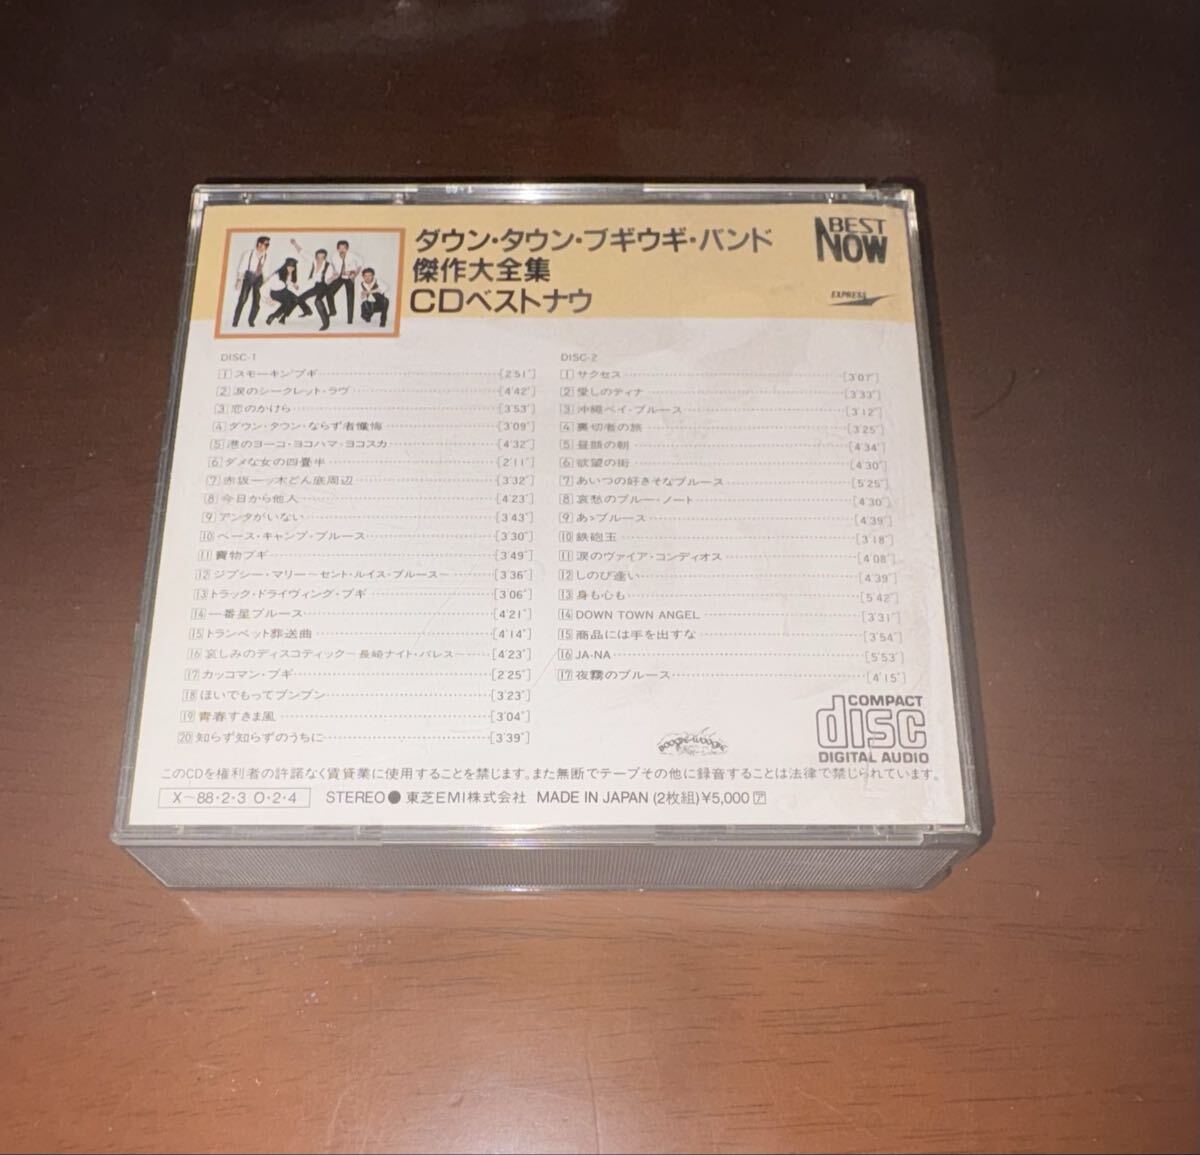 ダウン・タウン・ブギウギ・バンド
傑作大全集
CDベストナウ
BEST
NOW
EXPRESS
DISC-1
1 スモーキン'ブギ [2'51"]
2 涙のシークレット・ラヴ [4'42"]
3 恋のかけら [3'53"]
4 ダウン・タウン・ならず者懺悔 [3'09"]
5 港のヨーコ・ヨコハマ・ヨコスカ [4'32"]
6 ダメな女の四畳半 [2'11"]
7 赤坂一ッ木どん底周辺 [3'32"]
8 今日から他人 [4'23"]
9 アンタがいない [3'43"]
10 ベース・キャンプ・ブルース [3'30"]
11 賣物ブギ [3'49"]
12 ジプシー・マリー～セント・ルイス・ブルース～ [3'36"]
13 トラック・ドライヴィング・ブギ [3'06"]
14 一番星ブルース [4'21"]
15 トランペット葬送曲 [4'14"]
16 哀しみのディスコティック～長崎ナイト・パレス～ [4'23"]
17 カッコマン・ブギ [2'25"]
18 ほいでもってブンブン [3'23"]
19 青春すきま風 [3'04"]
20 知らず知らずのうちに [3'39"]
DISC-2
1 サクセス [3'07"]
2 愛しのティナ [3'33"]
3 沖縄ベイ・ブルース [3'12"]
4 裏切者の旅 [3'25"]
5 昼顔の朝 [4'34"]
6 欲望の街 [4'30"]
7 あいつの好きそなブルース [5'25"]
8 哀愁のブルー・ノート [4'30"]
9 あゝブルース [4'39"]
10 鉄砲玉 [3'18"]
11 涙のヴァイア・コンディオス [4'08"]
12 しのび逢い [4'39"]
13 身も心も [5'42"]
14 DOWN TOWN ANGEL [3'31"]
15 商品には手を出すな [3'54"]
16 JA-NA [5'53"]
17 夜霧のブルース [4'15"]
BOOGIE-WOOGIE
COMPACT
disc
DIGITAL AUDIO
このCDを権利者の許諾なく賃貸業に使用することを禁じます。また無断でテープその他に録音することは法律で禁じられています。
X～88・2・3 O・2・4 STEREO● 東芝EMI株式会社 MADE IN JAPAN (2枚組)¥5,000 ア